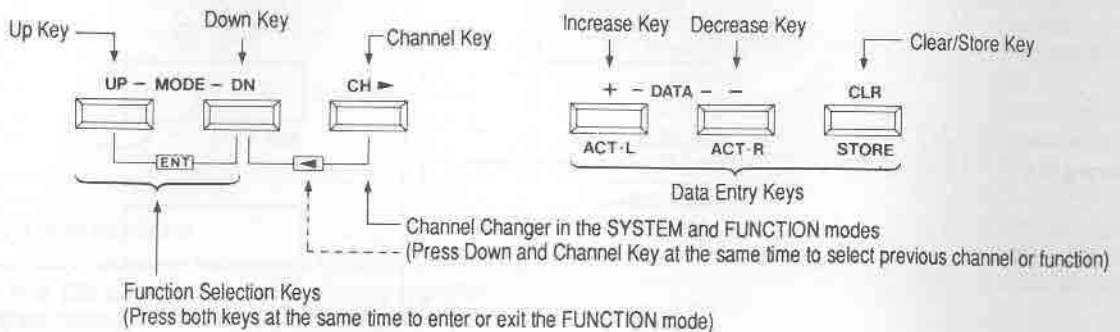 Up Key
Down Key
Channel Key
Increase Key
Decrease Key
Clear/Store Key
UP – MODE – DN
CH ►
+ – DATA – –
CLR
ACT·L
ACT·R
STORE
ENT
◄
Data Entry Keys
Channel Changer in the SYSTEM and FUNCTION modes
(Press Down and Channel Key at the same time to select previous channel or function)
Function Selection Keys
(Press both keys at the same time to enter or exit the FUNCTION mode)